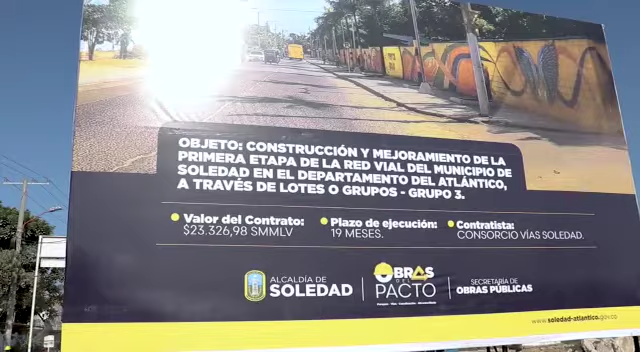 OBJETO: CONSTRUCCIÓN Y MEJORAMIENTO DE LA
PRIMERA ETAPA DE LA RED VIAL DEL MUNICIPIO DE
SOLEDAD EN EL DEPARTAMENTO DEL ATLÁNTICO,
A TRAVÉS DE LOTES O GRUPOS - GRUPO 3.
Valor del Contrato:
$23.326,98 SMMLV
Plazo de ejecución:
19 MESES.
Contratista:
CONSORCIO VÍAS SOLEDAD.
ALCALDÍA DE
SOLEDAD
OBRAS
DEL
PACTO
SECRETARÍA DE
OBRAS PÚBLICAS
www.soledad-atlantico.gov.co